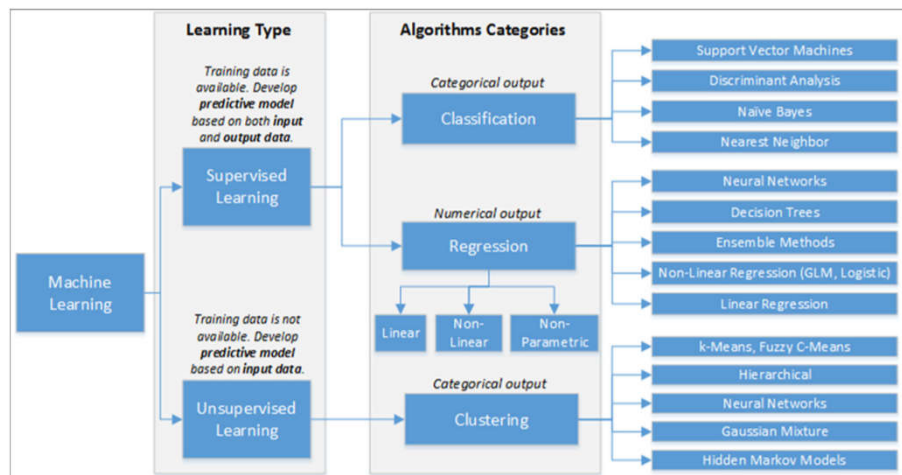 Learning Type
Training data is
available. Develop
predictive model
based on both input
and output data.
Supervised
Learning
Machine
Learning
Training data is not
available. Develop
predictive model
based on input data.
Unsupervised
Learning
Algorithms Categories
Categorical output
Classification
Numerical output
Regression
Linear
Non-
Linear
Non-
Parametric
Categorical output
Clustering
Support Vector Machines
Discriminant Analysis
Naïve Bayes
Nearest Neighbor
Neural Networks
Decision Trees
Ensemble Methods
Non-Linear Regression (GLM, Logistic)
Linear Regression
k-Means, Fuzzy C-Means
Hierarchical
Neural Networks
Gaussian Mixture
Hidden Markov Models